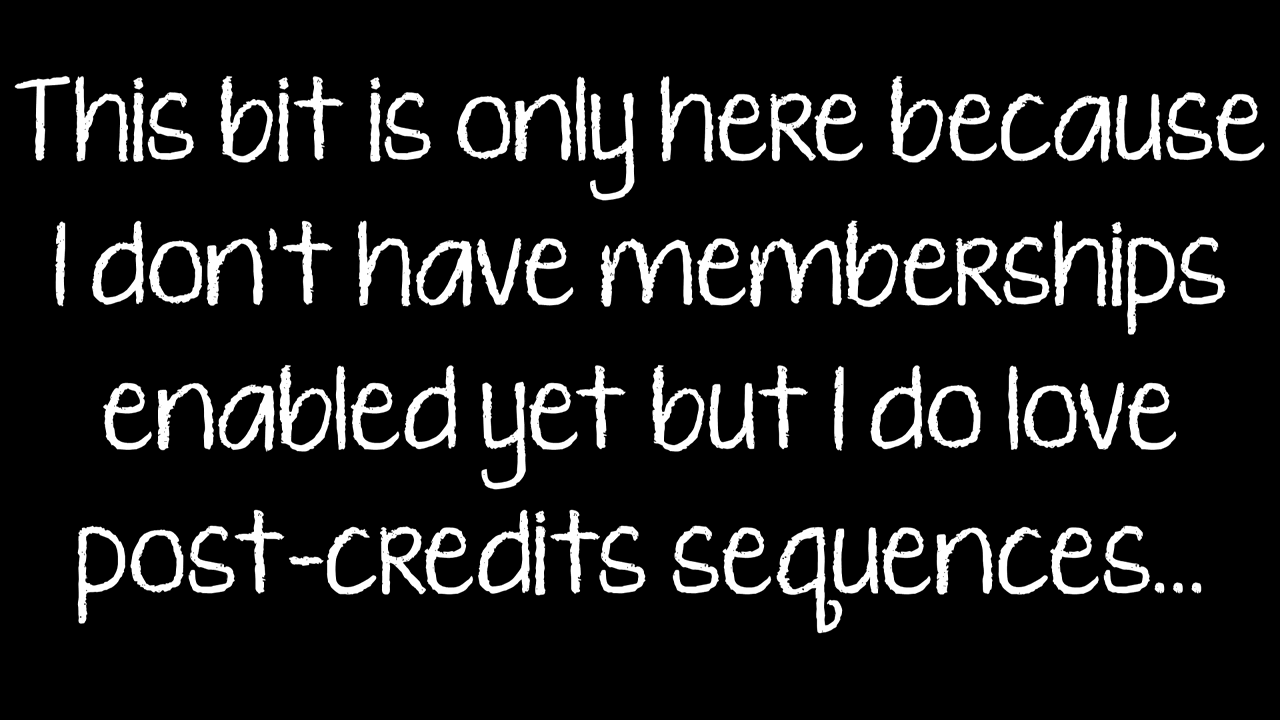 This bit is only here because
I don't have memberships
enabled yet but I do love
post-credits sequences...